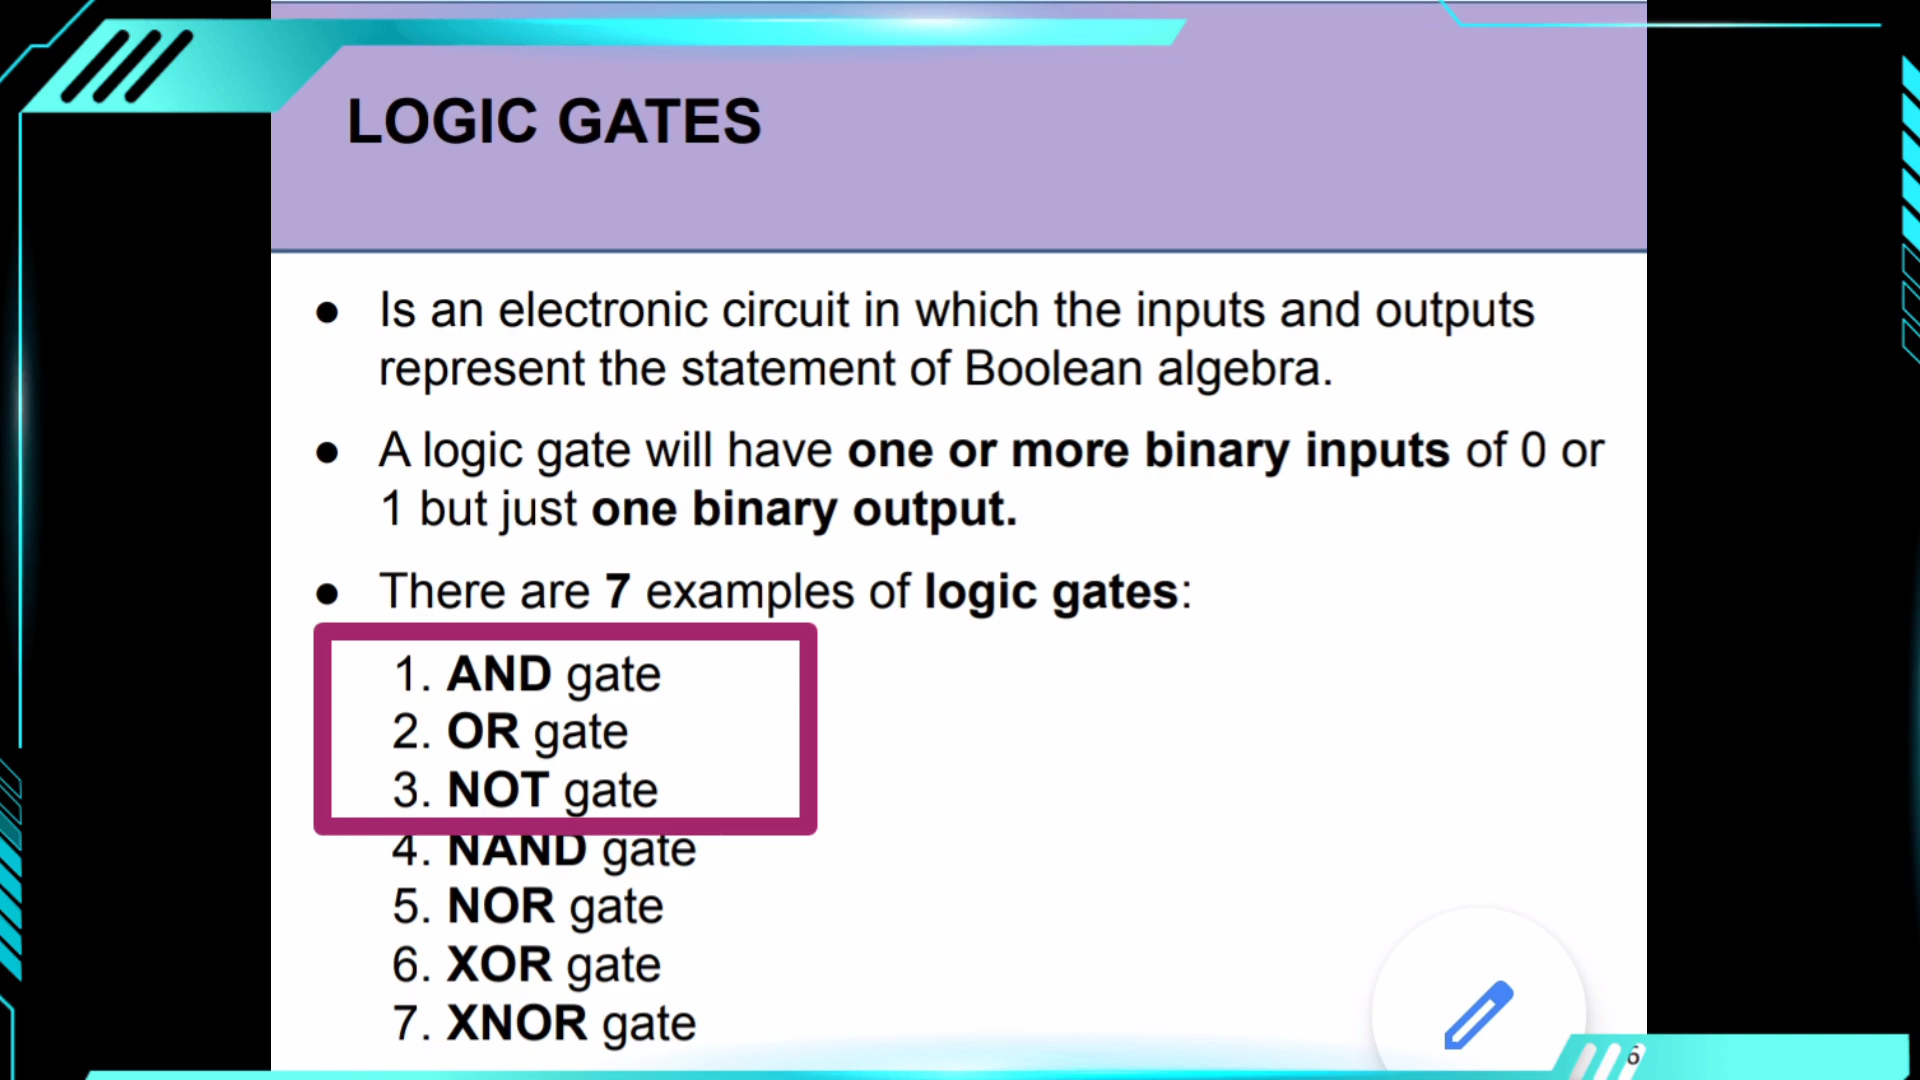 LOGIC GATES
● Is an electronic circuit in which the inputs and outputs
represent the statement of Boolean algebra.
● A logic gate will have one or more binary inputs of 0 or
1 but just one binary output.
● There are 7 examples of logic gates:
1. AND gate
2. OR gate
3. NOT gate
4. NAND gate
5. NOR gate
6. XOR gate
7. XNOR gate
6